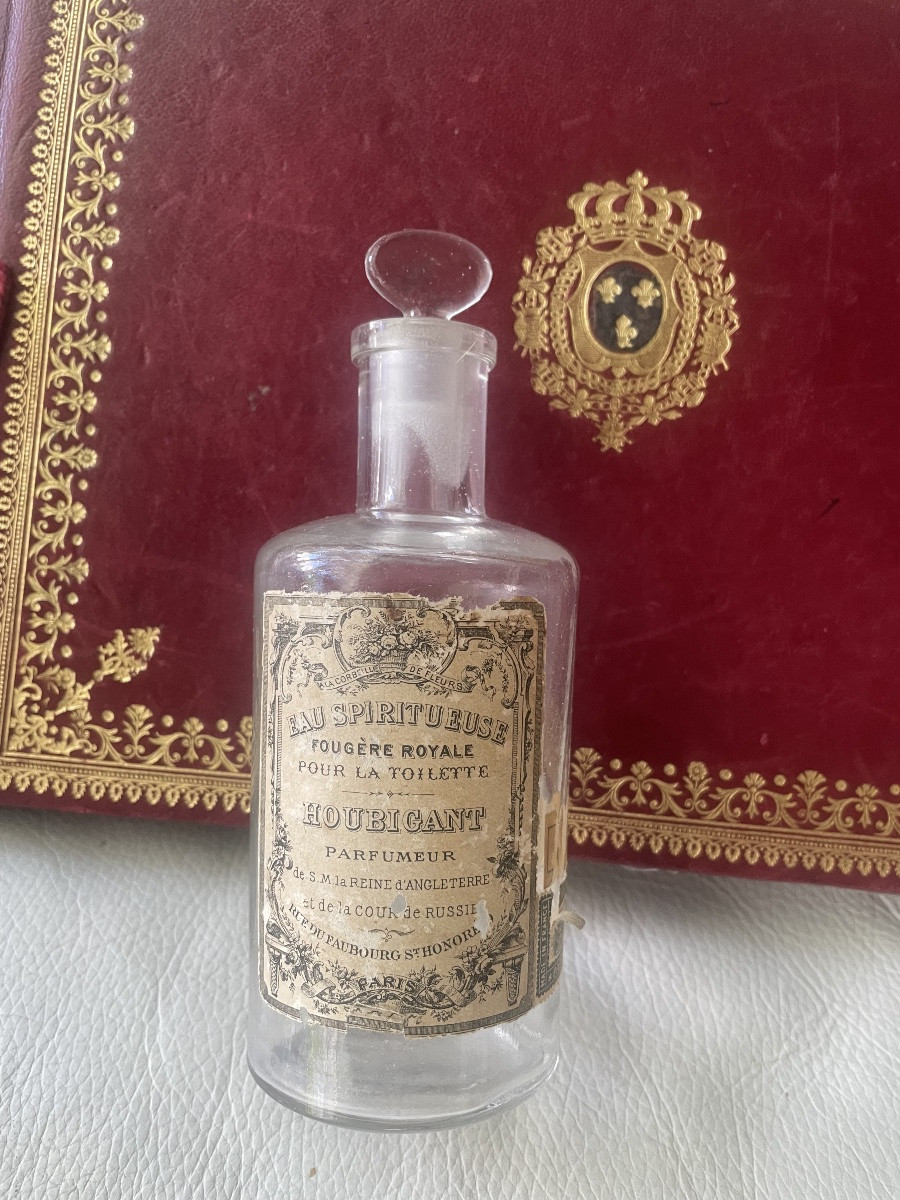 A LA CORBEILLE DE FLEURS
EAU SPIRITUEUSE
FOUGÈRE ROYALE
POUR LA TOILETTE
HOUBIGANT
PARFUMEUR
de S.M. la REINE d'ANGLETERRE
et de la COUR de RUSSIE
RUE DU FAUBOURG ST HONORÉ
PARIS